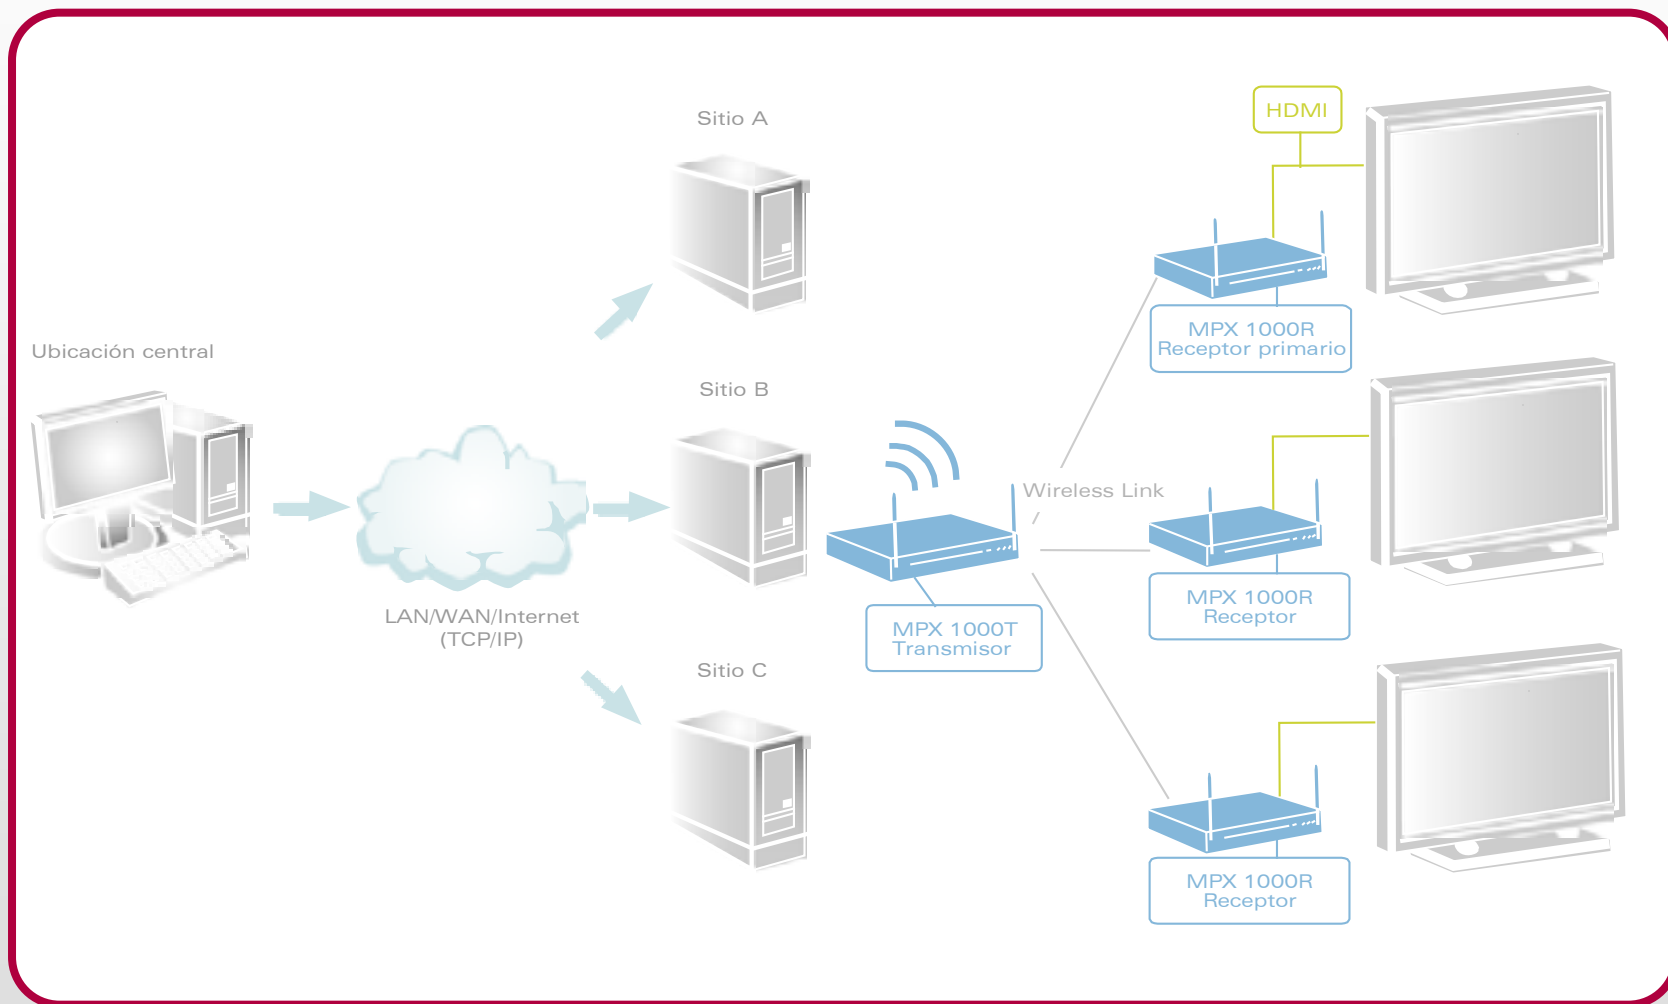 Sitio A
HDMI
MPX 1000R
Receptor primario
Ubicación central
Sitio B
Wireless Link
LAN/WAN/Internet
(TCP/IP)
MPX 1000T
Transmisor
MPX 1000R
Receptor
Sitio C
MPX 1000R
Receptor